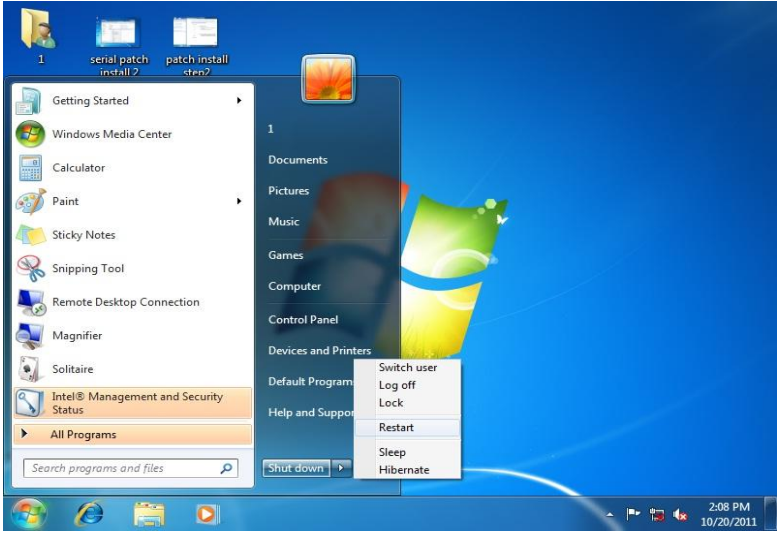 1
serial patch
install 2
patch install
step2
Getting Started
Windows Media Center
Calculator
Paint
Sticky Notes
Snipping Tool
Remote Desktop Connection
Magnifier
Solitaire
Intel® Management and Security
Status
All Programs
Search programs and files
1
Documents
Pictures
Music
Games
Computer
Control Panel
Devices and Printers
Default Program
Help and Suppor
Shut down
Switch user
Log off
Lock
Restart
Sleep
Hibernate
2:08 PM
10/20/2011